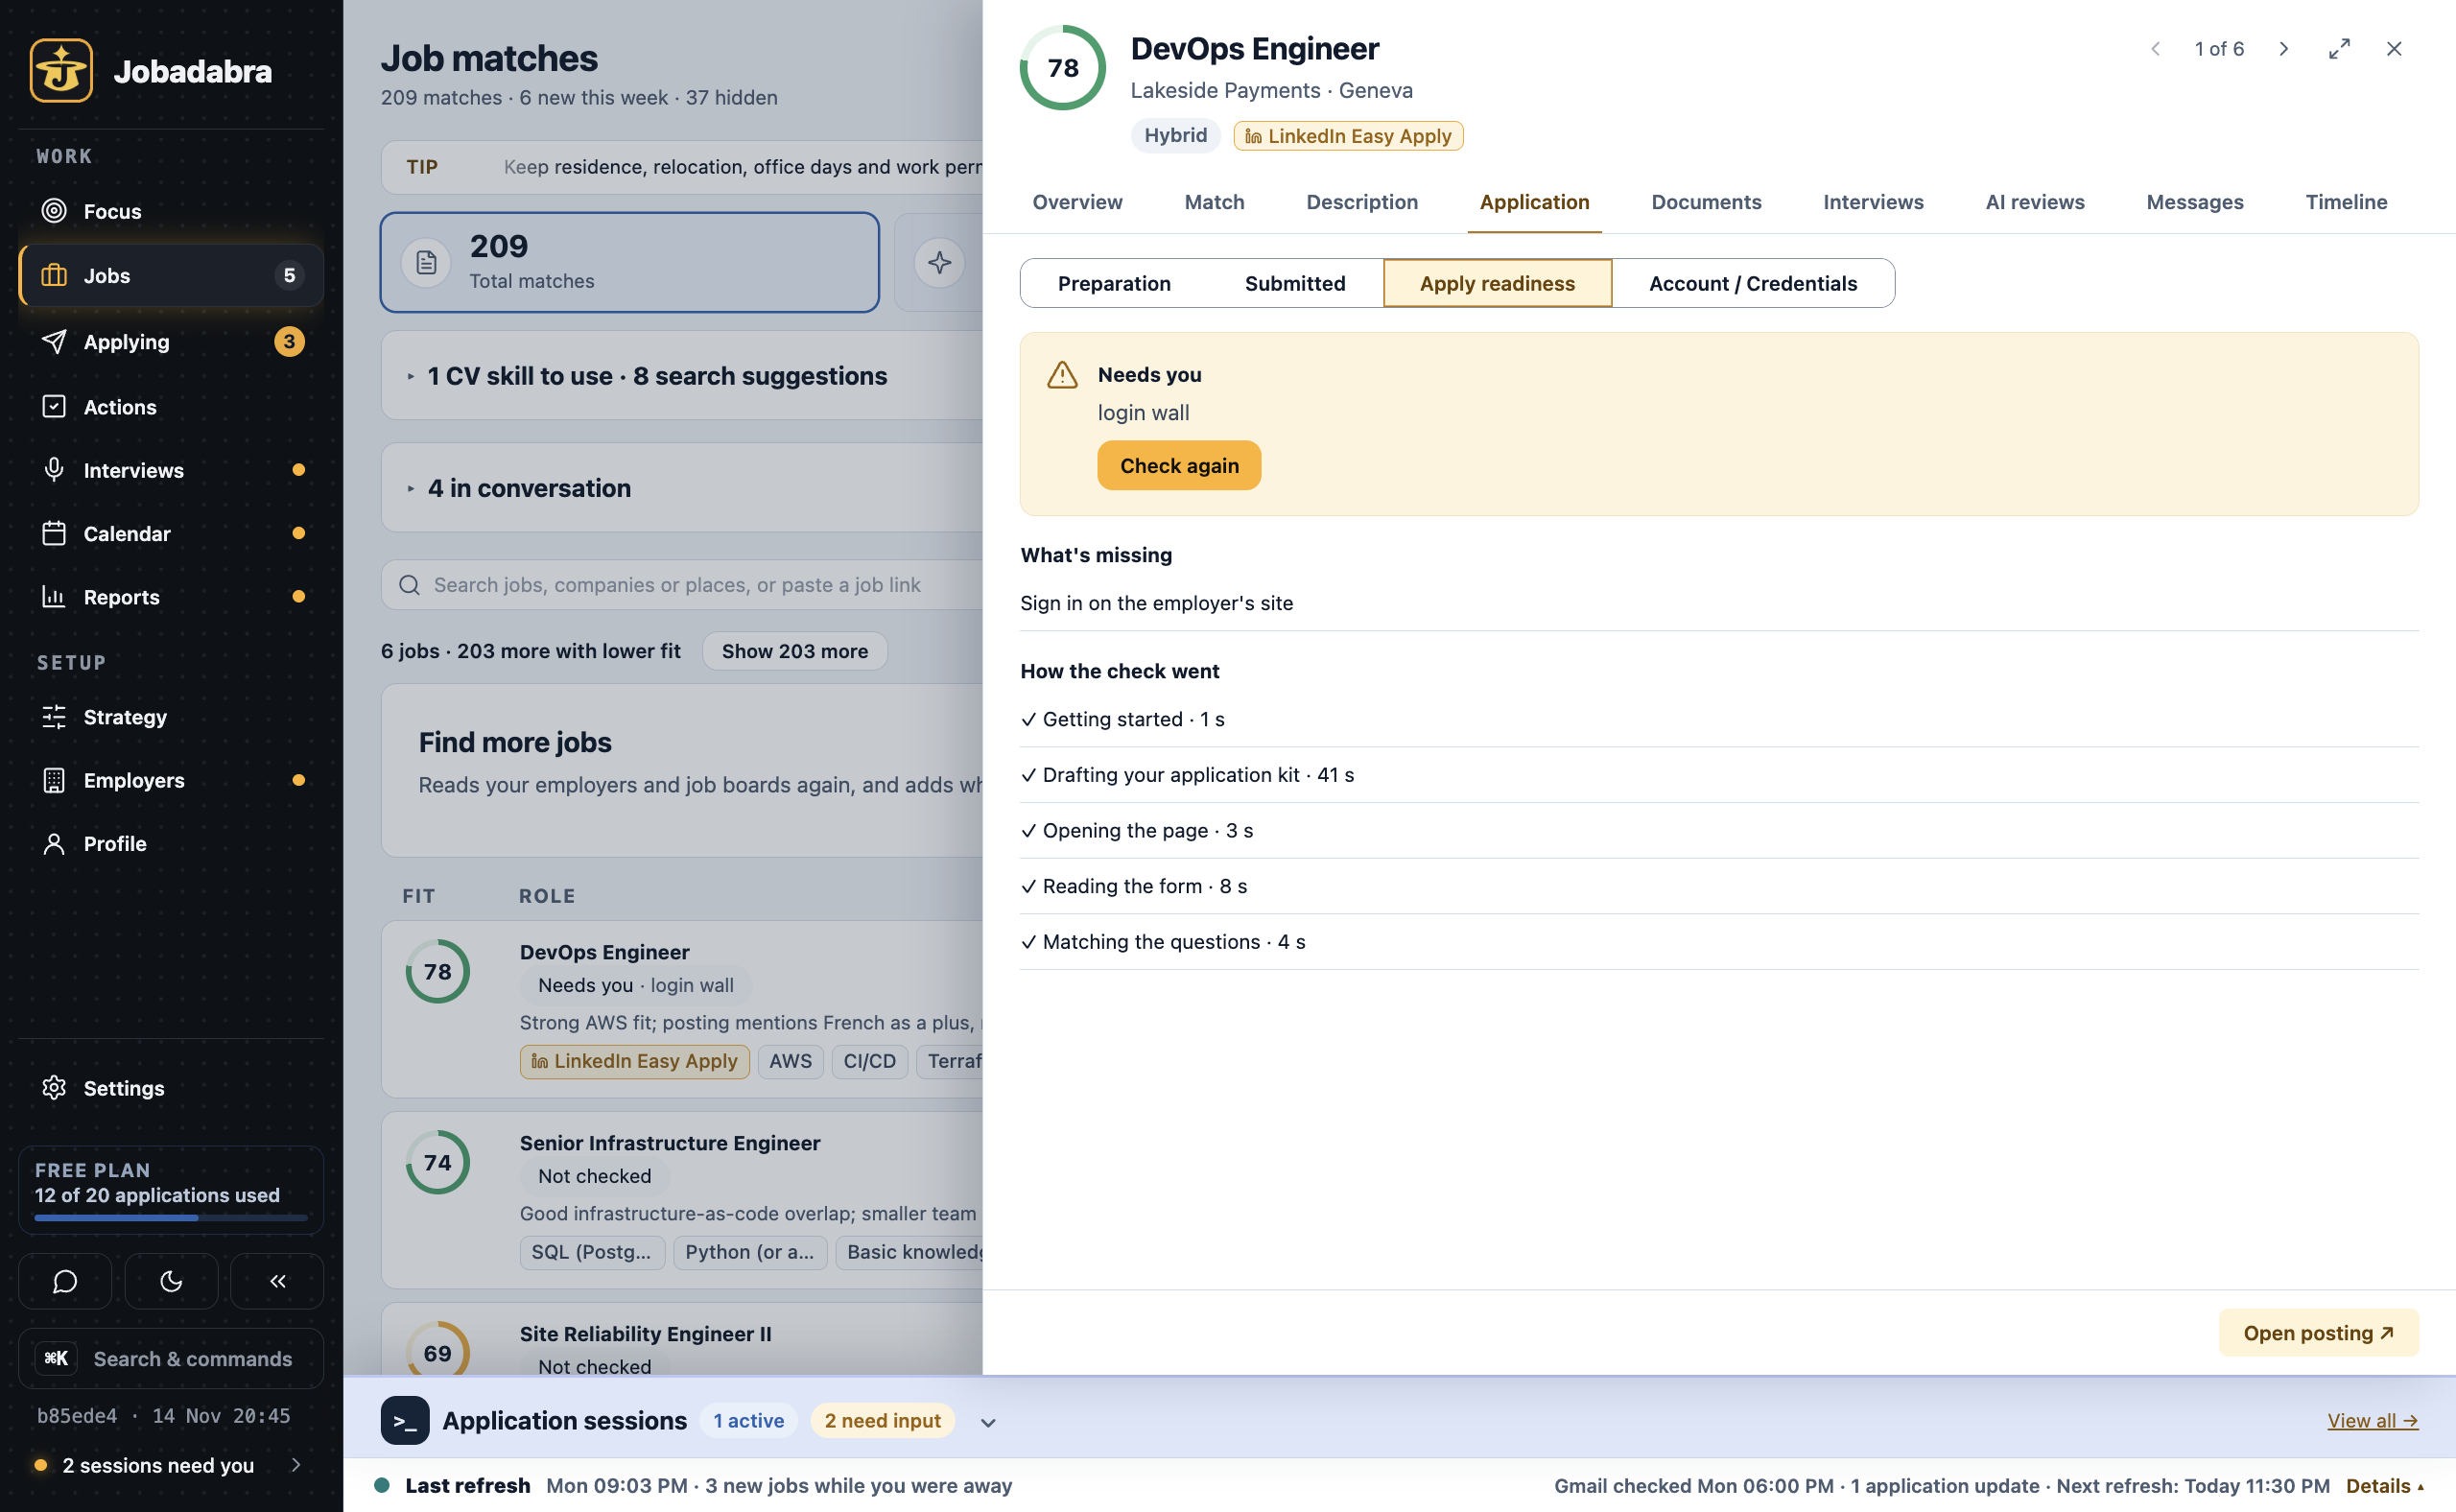 Jobadabra
WORK
Focus
Jobs 5
Applying 3
Actions
Interviews
Calendar
Reports
SETUP
Strategy
Employers
Profile
Settings
FREE PLAN
12 of 20 applications used
⌘K Search & commands
b85ede4 · 14 Nov 20:45
2 sessions need you
Job matches
209 matches · 6 new this week · 37 hidden
TIP Keep residence, relocation, office days and work
209
Total matches
1 CV skill to use · 8 search suggestions
4 in conversation
Search jobs, companies or places, or paste a job link
6 jobs · 203 more with lower fit Show 203 more
Find more jobs
Reads your employers and job boards again, and adds
FIT ROLE
78 DevOps Engineer
Needs you · login wall
Strong AWS fit; posting mentions French as a plus,
LinkedIn Easy Apply AWS CI/CD
74 Senior Infrastructure Engineer
Not checked
Good infrastructure-as-code overlap; smaller team
SQL (Postg... Python (or a... Basic
69 Site Reliability Engineer II
Not checked
78 DevOps Engineer
1 of 6
Lakeside Payments · Geneva
Hybrid LinkedIn Easy Apply
Overview Match Description Application Documents Interviews AI reviews Messages Timeline
Preparation Submitted Apply readiness Account / Credentials
Needs you
login wall
Check again
What's missing
Sign in on the employer's site
How the check went
✓ Getting started · 1 s
✓ Drafting your application kit · 41 s
✓ Opening the page · 3 s
✓ Reading the form · 8 s
✓ Matching the questions · 4 s
Open posting ↗
>_ Application sessions 1 active 2 need input View all →
Last refresh Mon 09:03 PM · 3 new jobs while you were away Gmail checked Mon 06:00 PM · 1 application update · Next refresh: Today 11:30 PM Details